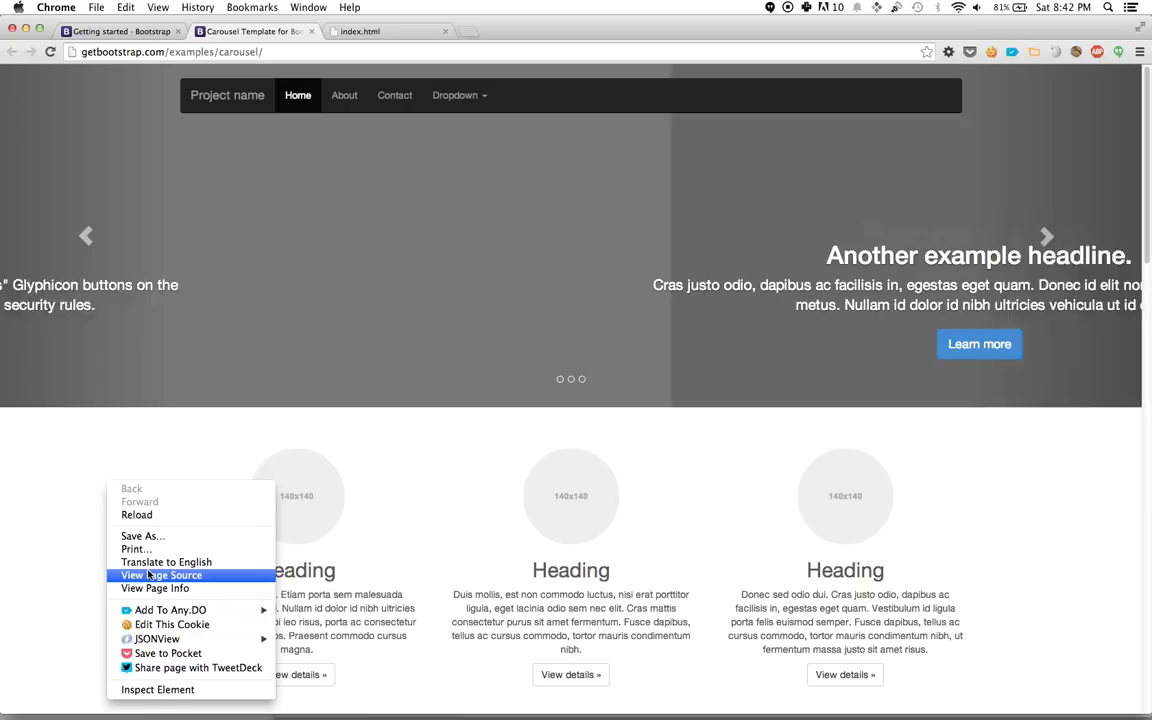 Chrome File Edit View History Bookmarks Window Help 10 81% Sat 8:42 PM
Getting started - Bootstrap Carousel Template for Boo index.html
getbootstrap.com/examples/carousel/ ABP
Project name Home About Contact Dropdown
Another example headline.
s" Glyphicon buttons on the
security rules.
Cras justo odio, dapibus ac facilisis in, egestas eget quam. Donec id elit no
metus. Nullam id dolor id nibh ultricies vehicula ut id
Learn more
140x140 140x140 140x140
Back
Forward
Reload
Save As...
Print...
Translate to English
View Page Source
View Page Info
Add To Any.DO
Edit This Cookie
JSONView
Save to Pocket
Share page with TweetDeck
Inspect Element
eading
. Etiam porta sem malesuada
. Nullam id dolor id nibh ultricies
bi leo risus, porta ac consectetur
bus. Praesent commodo cursus
magna.
ew details »
Heading
Duis mollis, est non commodo luctus, nisi erat porttitor
ligula, eget lacinia odio sem nec elit. Cras mattis
consectetur purus sit amet fermentum. Fusce dapibus,
tellus ac cursus commodo, tortor mauris condimentum
nibh.
View details »
Heading
Donec sed odio dui. Cras justo odio, dapibus ac
facilisis in, egestas eget quam. Vestibulum id ligula
porta felis euismod semper. Fusce dapibus, tellus ac
cursus commodo, tortor mauris condimentum nibh, ut
fermentum massa justo sit amet risus.
View details »